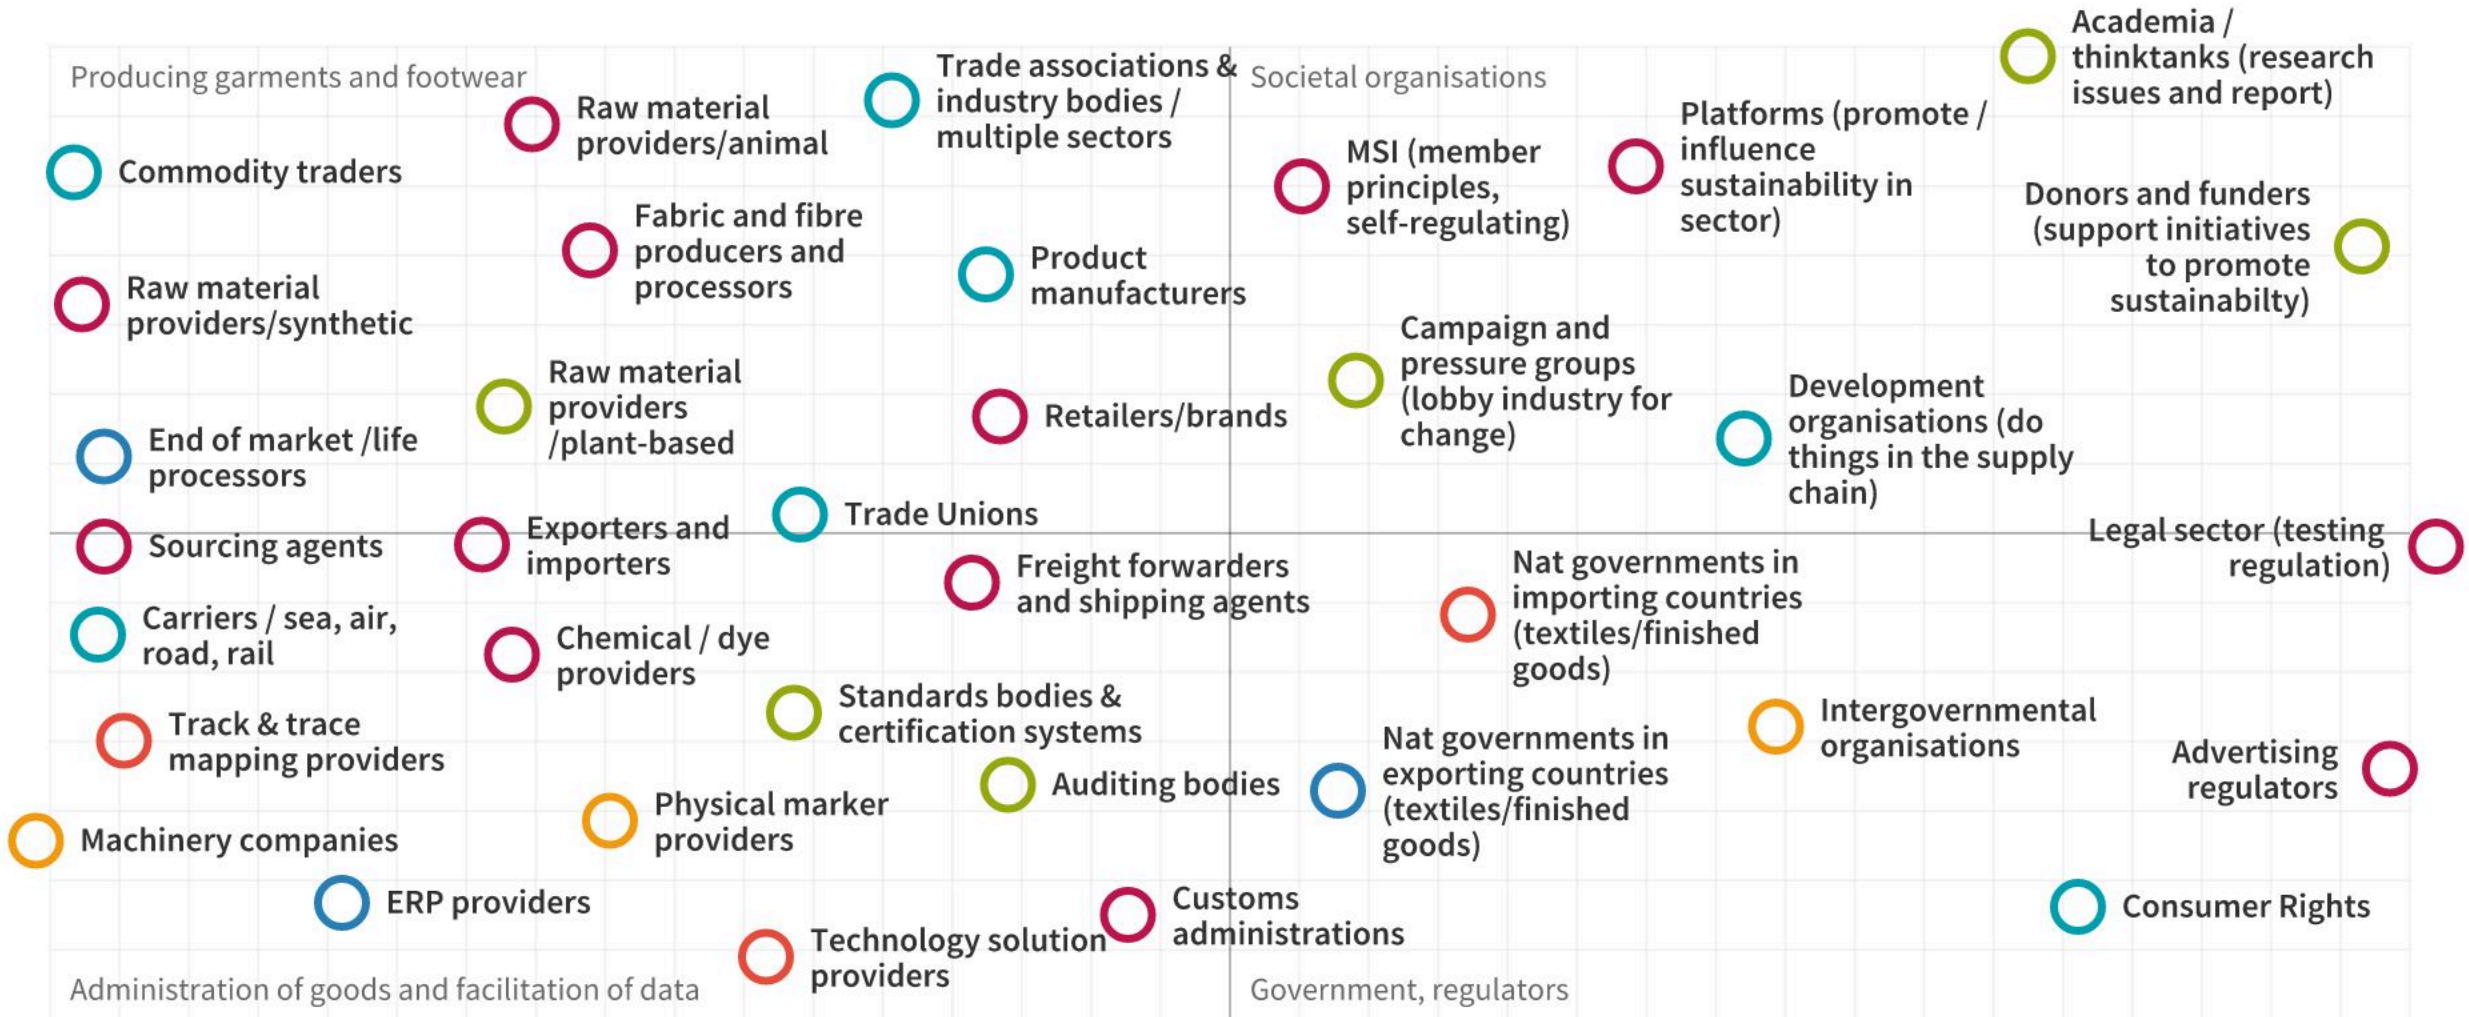 Producing garments and footwear
Commodity traders
Raw material
providers/animal
Trade associations &
industry bodies /
multiple sectors
Fabric and fibre
producers and
processors
Product
manufacturers
Raw material
providers/synthetic
Raw material
providers
/plant-based
Retailers/brands
End of market /life
processors
Trade Unions
Societal organisations
Academia /
thinktanks (research
issues and report)
Platforms (promote /
influence
sustainability in
sector)
MSI (member
principles,
self-regulating)
Donors and funders
(support initiatives
to promote
sustainabilty)
Campaign and
pressure groups
(lobby industry for
change)
Development
organisations (do
things in the supply
chain)
Sourcing agents
Exporters and
importers
Freight forwarders
and shipping agents
Carriers / sea, air,
road, rail
Chemical / dye
providers
Standards bodies &
certification systems
Track & trace
mapping providers
Auditing bodies
Physical marker
providers
Machinery companies
ERP providers
Technology solution
providers
Customs
administrations
Administration of goods and facilitation of data
Legal sector (testing
regulation)
Nat governments in
importing countries
(textiles/finished
goods)
Intergovernmental
organisations
Nat governments in
exporting countries
(textiles/finished
goods)
Advertising
regulators
Consumer Rights
Government, regulators